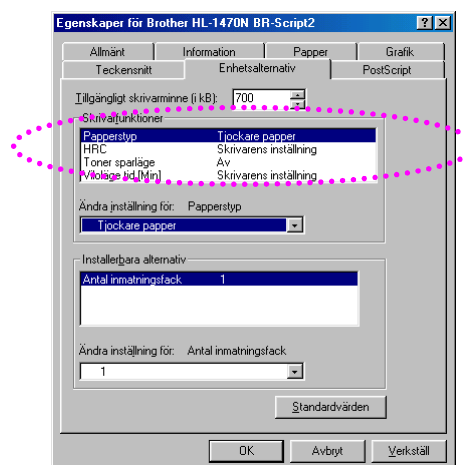 Egenskaper för Brother HL-1470N BR-Script2
Allmänt Information Papper Grafik
Teckensnitt Enhetsalternativ PostScript
Tillgängligt skrivarminne (i kB): 700
Skrivarfunktioner
Papperstyp Tjockare papper
HRC Skrivarens inställning
Toner sparläge Av
Viloläge tid [Min] Skrivarens inställning
Ändra inställning för: Papperstyp
Tjockare papper
Installerbara alternativ
Antal inmatningsfack 1
Ändra inställning för: Antal inmatningsfack
1
Standardvärden
OK Avbryt Verkställ